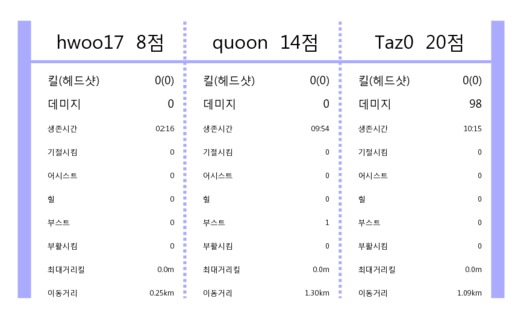 hwoo17 8점 quoon 14점 Taz0 20점
킬(헤드샷) 0(0) 킬(헤드샷) 0(0) 킬(헤드샷) 0(0)
데미지 0 데미지 0 데미지 98
생존시간 02:16 생존시간 09:54 생존시간 10:15
기절시킴 0 기절시킴 0 기절시킴 0
어시스트 0 어시스트 0 어시스트 0
힐 0 힐 0 힐 0
부스트 0 부스트 1 부스트 0
부활시킴 0 부활시킴 0 부활시킴 0
최대거리킬 0.0m 최대거리킬 0.0m 최대거리킬 0.0m
이동거리 0.25km 이동거리 1.30km 이동거리 1.09km